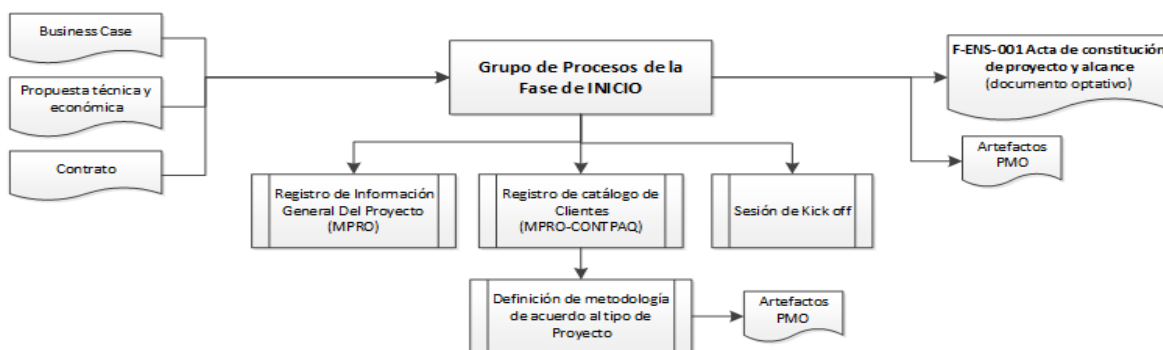 Business Case
Propuesta técnica y
económica
Contrato
Grupo de Procesos de la
Fase de INICIO
F-ENS-001 Acta de constitución
de proyecto y alcance
(documento optativo)
Artefactos
PMO
Registro de Información
General Del Proyecto
(MPRO)
Registro de catálogo de
Clientes
(MPRO-CONTPAQ)
Sesión de Kick off
Definición de metodología
de acuerdo al tipo de
Proyecto
Artefactos
PMO